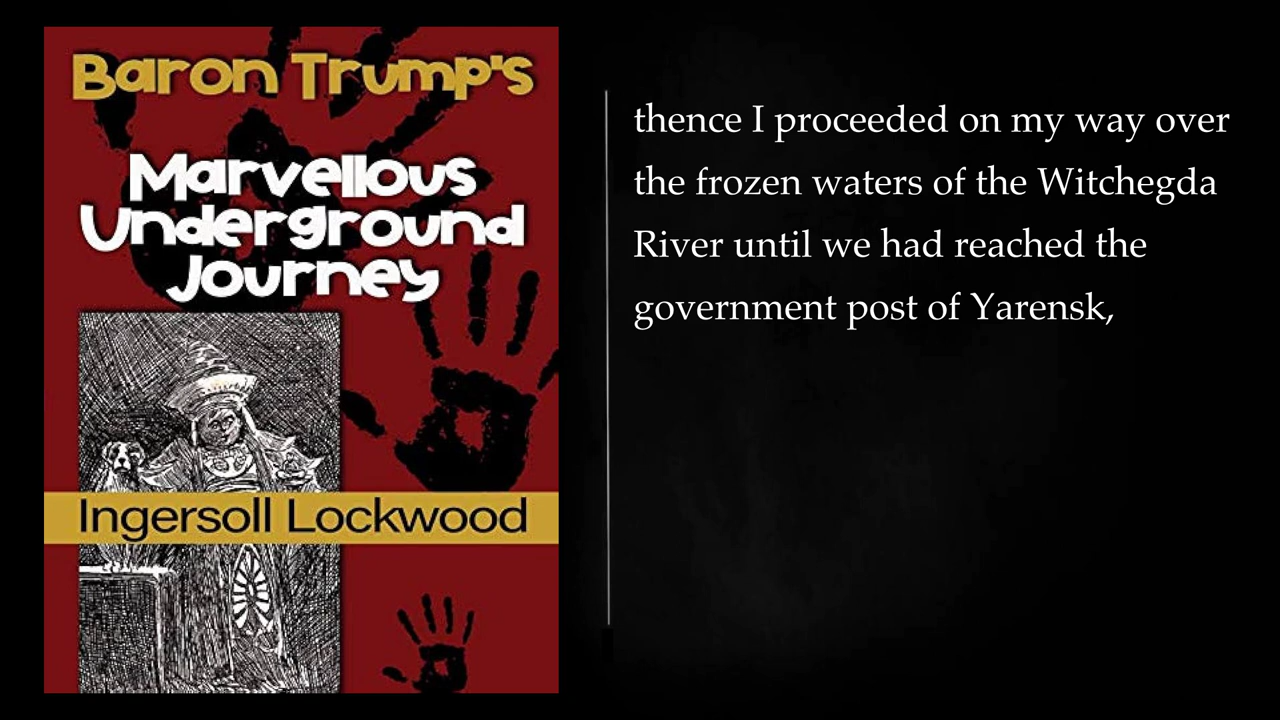 Baron Trump's
Marvellous
Underground
Journey
Ingersoll Lockwood
thence I proceeded on my way over
the frozen waters of the Witchegda
River until we had reached the
government post of Yarensk,